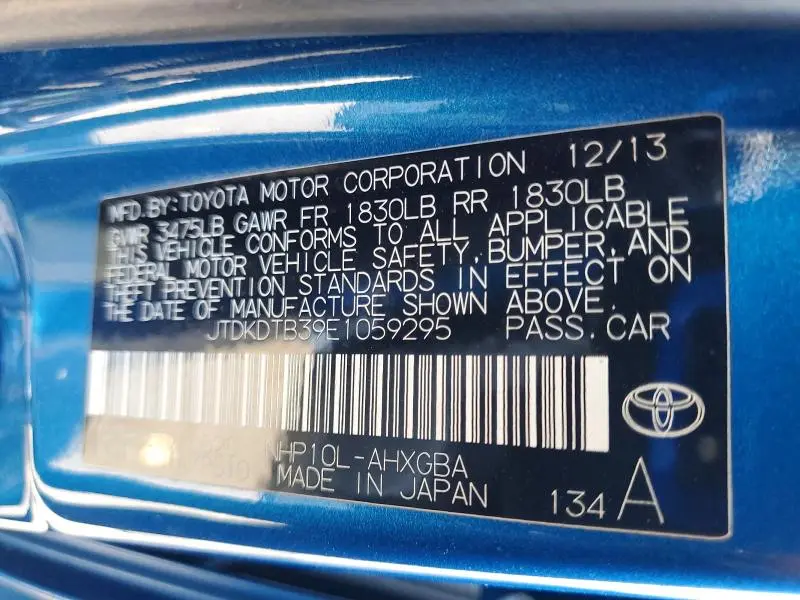 MFD.BY: TOYOTA MOTOR CORPORATION 12/13
GVWR 3475LB GAWR FR 1830LB RR 1830LB
THIS VEHICLE CONFORMS TO ALL APPLICABLE
FEDERAL MOTOR VEHICLE SAFETY, BUMPER, AND
THEFT PREVENTION STANDARDS IN EFFECT ON
THE DATE OF MANUFACTURE SHOWN ABOVE.
JTDKDTB39E1059295 PASS.CAR
NHP10L-AHXGBA
MADE IN JAPAN
134 A